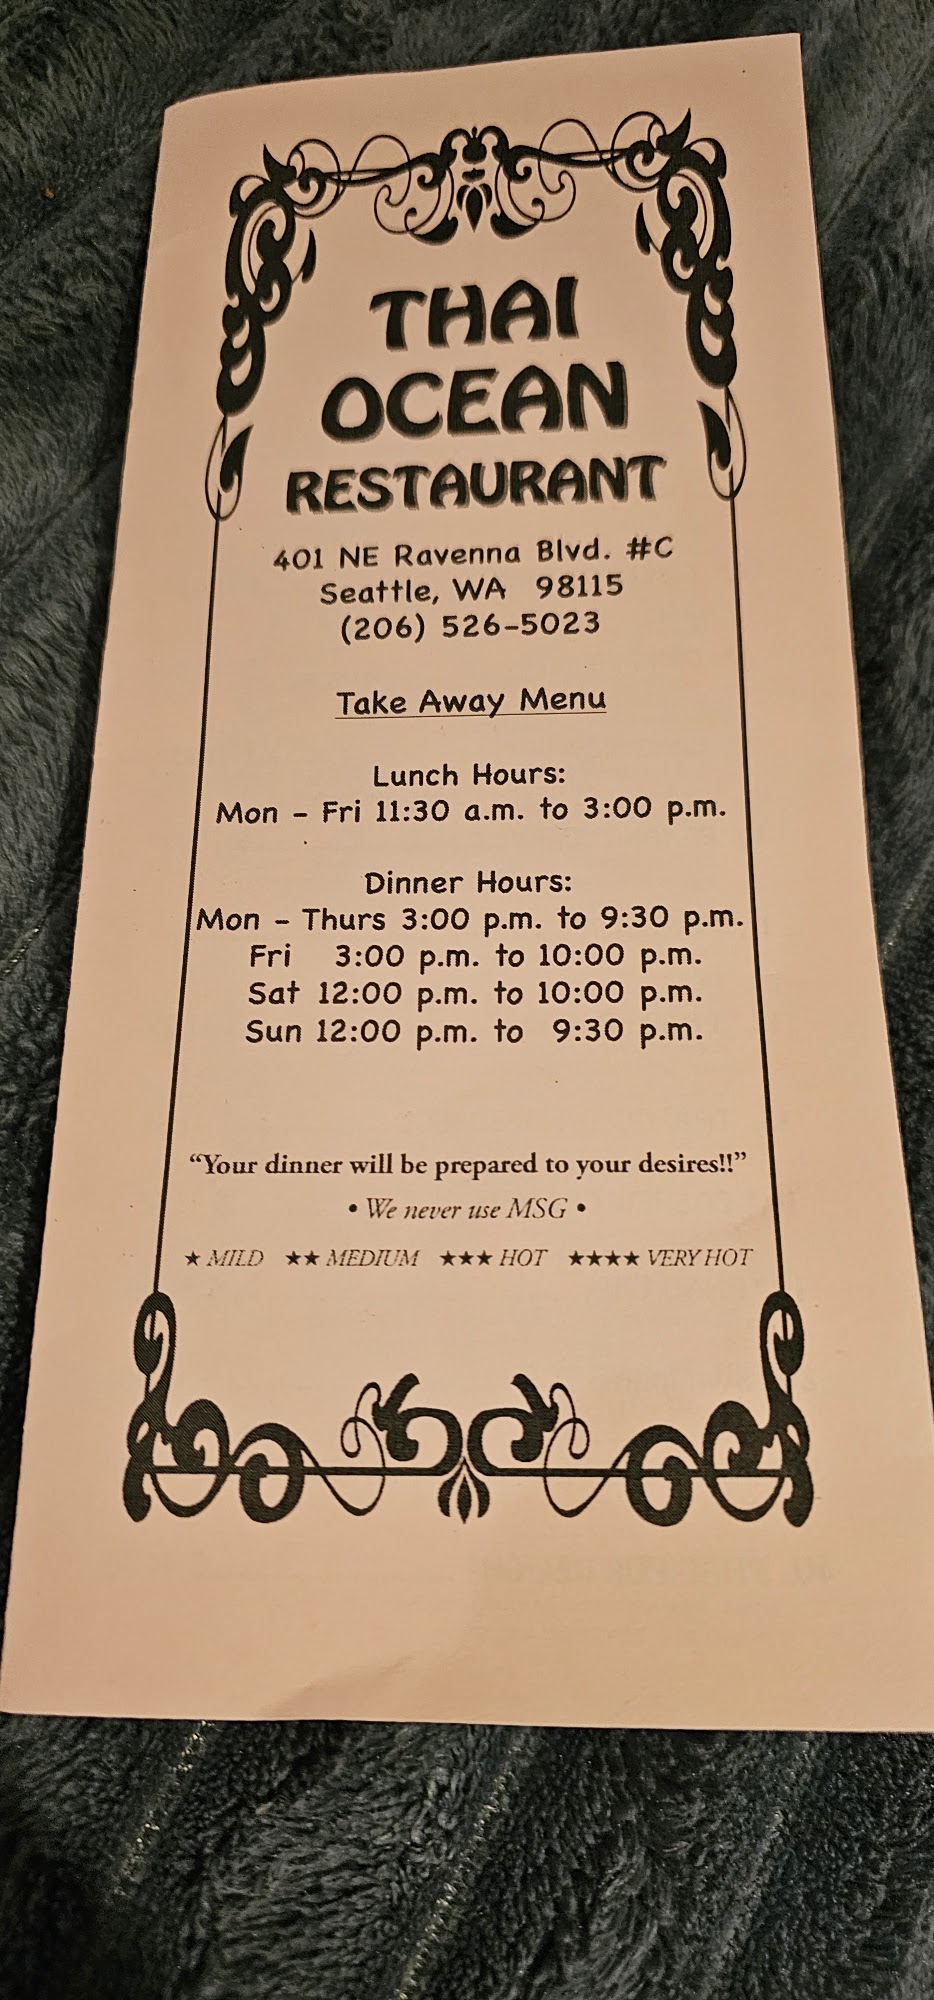 THAI
OCEAN
RESTAURANT
401 NE Ravenna Blvd. #C
Seattle, WA 98115
(206) 526-5023
Take Away Menu
Lunch Hours:
Mon - Fri 11:30 a.m. to 3:00 p.m.
Dinner Hours:
Mon - Thurs 3:00 p.m. to 9:30 p.m.
Fri 3:00 p.m. to 10:00 p.m.
Sat 12:00 p.m. to 10:00 p.m.
Sun 12:00 p.m. to 9:30 p.m.
“Your dinner will be prepared to your desires!!”
• We never use MSG •
★ MILD ★★ MEDIUM ★★★ HOT ★★★★ VERY HOT